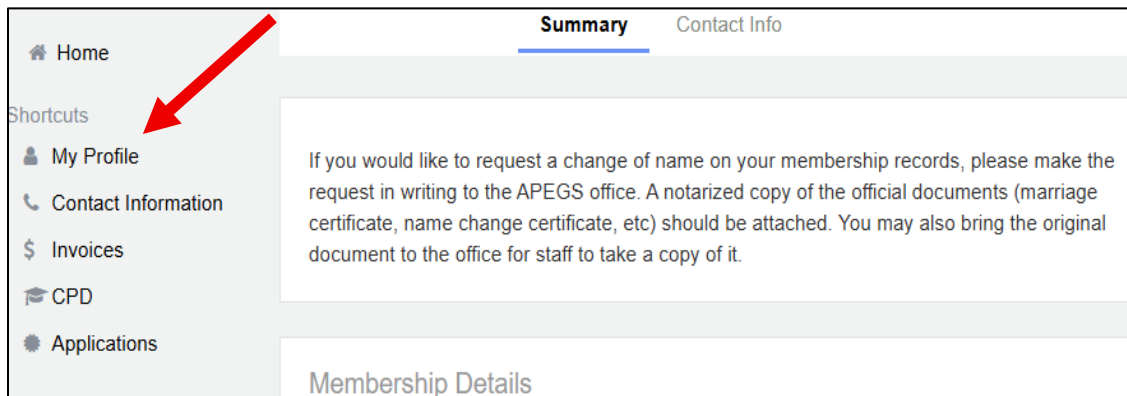 Summary Contact Info
Home
Shortcuts
My Profile
Contact Information
Invoices
CPD
Applications
If you would like to request a change of name on your membership records, please make the
request in writing to the APEGS office. A notarized copy of the official documents (marriage
certificate, name change certificate, etc) should be attached. You may also bring the original
document to the office for staff to take a copy of it.
Membership Details